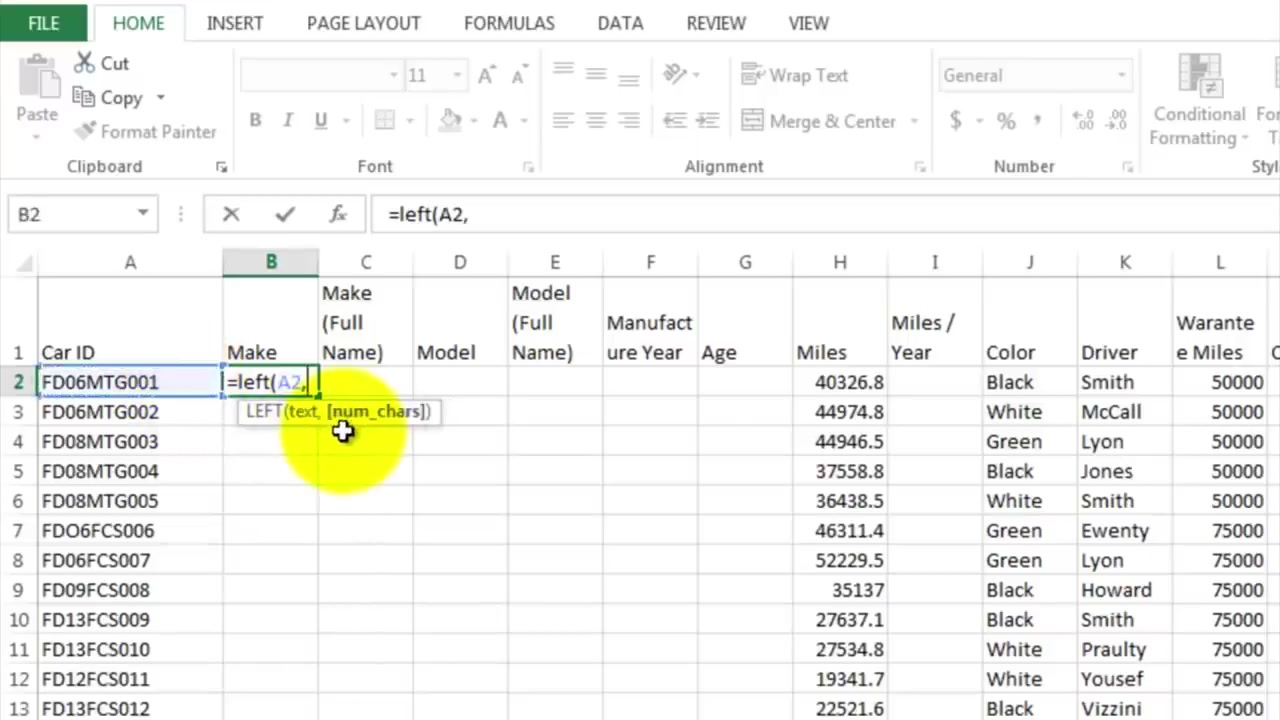 FILE HOME INSERT PAGE LAYOUT FORMULAS DATA REVIEW VIEW
Cut
Copy
Paste
Format Painter
11
A A
Wrap Text
General
B I U A
Merge & Center
$ % ,
Conditional
Formatting
Clipboard Font Alignment Number
B2 fx =left(A2,
A B C D E F G H I J K L
1 Car ID Make Make (Full Name) Model Model (Full Name) Manufact ure Year Age Miles Miles / Year Color Driver Warante e Miles
2 FD06MTG001 =left(A2, 40326.8 Black Smith 50000
LEFT(text, [num_chars])
3 FD06MTG002 44974.8 White McCall 50000
4 FD08MTG003 44946.5 Green Lyon 50000
5 FD08MTG004 37558.8 Black Jones 50000
6 FD08MTG005 36438.5 White Smith 50000
7 FDO6FCS006 46311.4 Green Ewenty 75000
8 FD06FCS007 52229.5 Green Lyon 75000
9 FD09FCS008 35137 Black Howard 75000
10 FD13FCS009 27637.1 Black Smith 75000
11 FD13FCS010 27534.8 White Praulty 75000
12 FD12FCS011 19341.7 White Yousef 75000
13 FD13FCS012 22521.6 Black Vizzini 75000